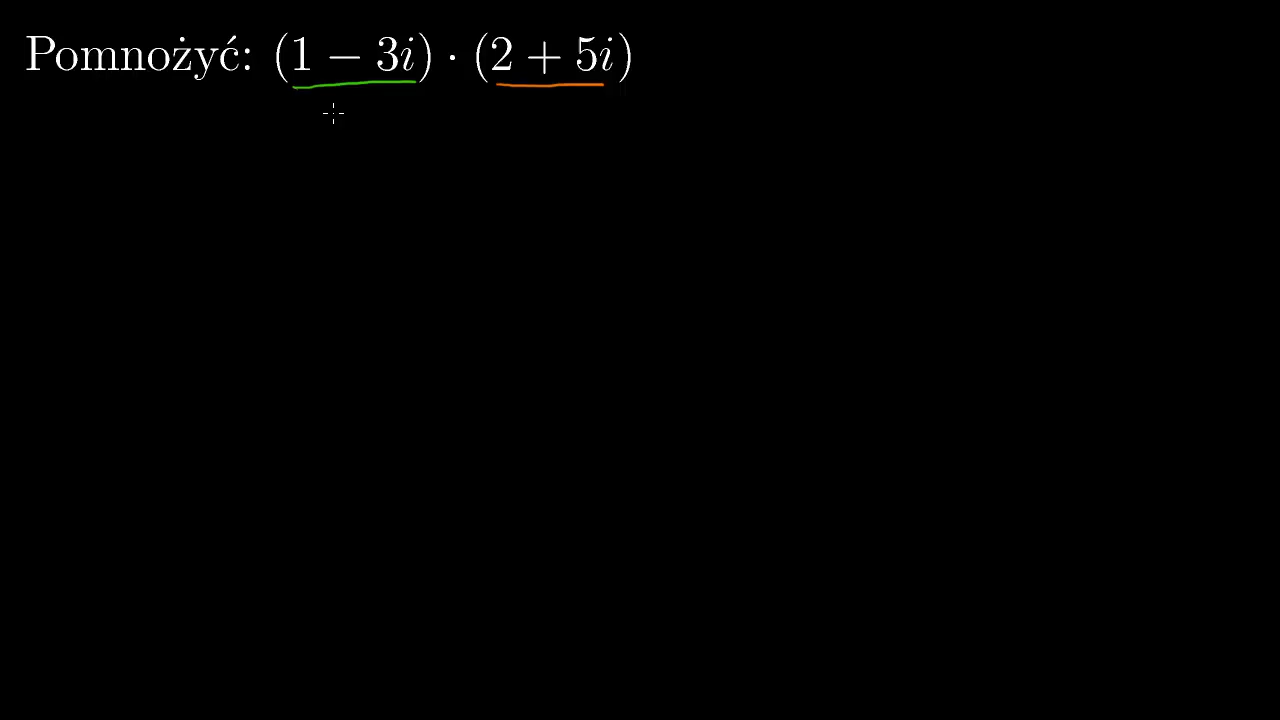 Pomnożyć: (1 − 3i) · (2 + 5i)